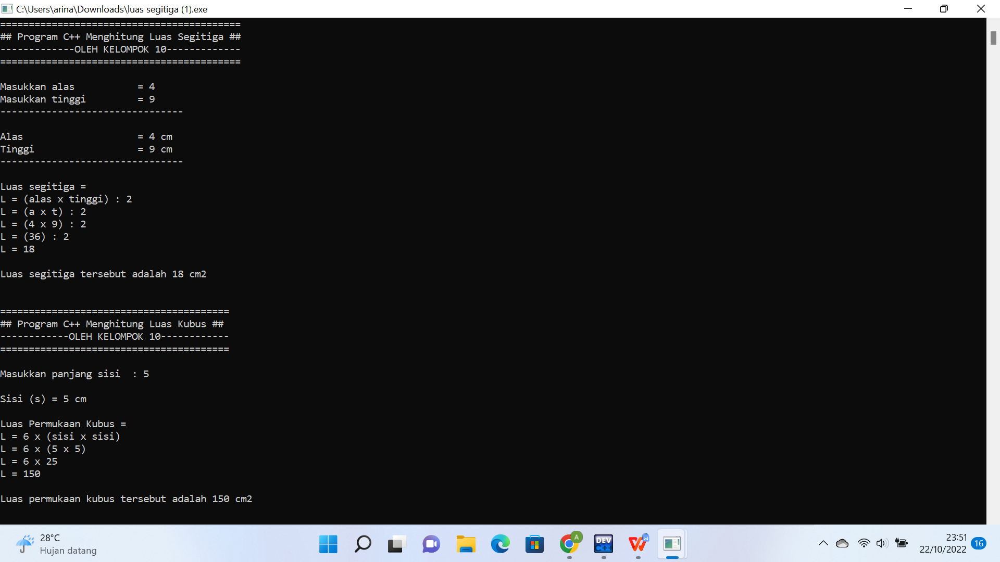 C:\Users\arina\Downloads\luas segitiga (1).exe
==========================================
## Program C++ Menghitung Luas Segitiga ##
-------------OLEH KELOMPOK 10-------------
==========================================
Masukkan alas           = 4
Masukkan tinggi         = 9
--------------------------------
Alas                    = 4 cm
Tinggi                  = 9 cm
--------------------------------
Luas segitiga =
L = (alas x tinggi) : 2
L = (a x t) : 2
L = (4 x 9) : 2
L = (36) : 2
L = 18
Luas segitiga tersebut adalah 18 cm2
========================================
## Program C++ Menghitung Luas Kubus ##
------------OLEH KELOMPOK 10------------
========================================
Masukkan panjang sisi  : 5
Sisi (s) = 5 cm
Luas Permukaan Kubus =
L = 6 x (sisi x sisi)
L = 6 x (5 x 5)
L = 6 x 25
L = 150
Luas permukaan kubus tersebut adalah 150 cm2
28°C
Hujan datang
A
DEV
C++
W
23:51
22/10/2022
16